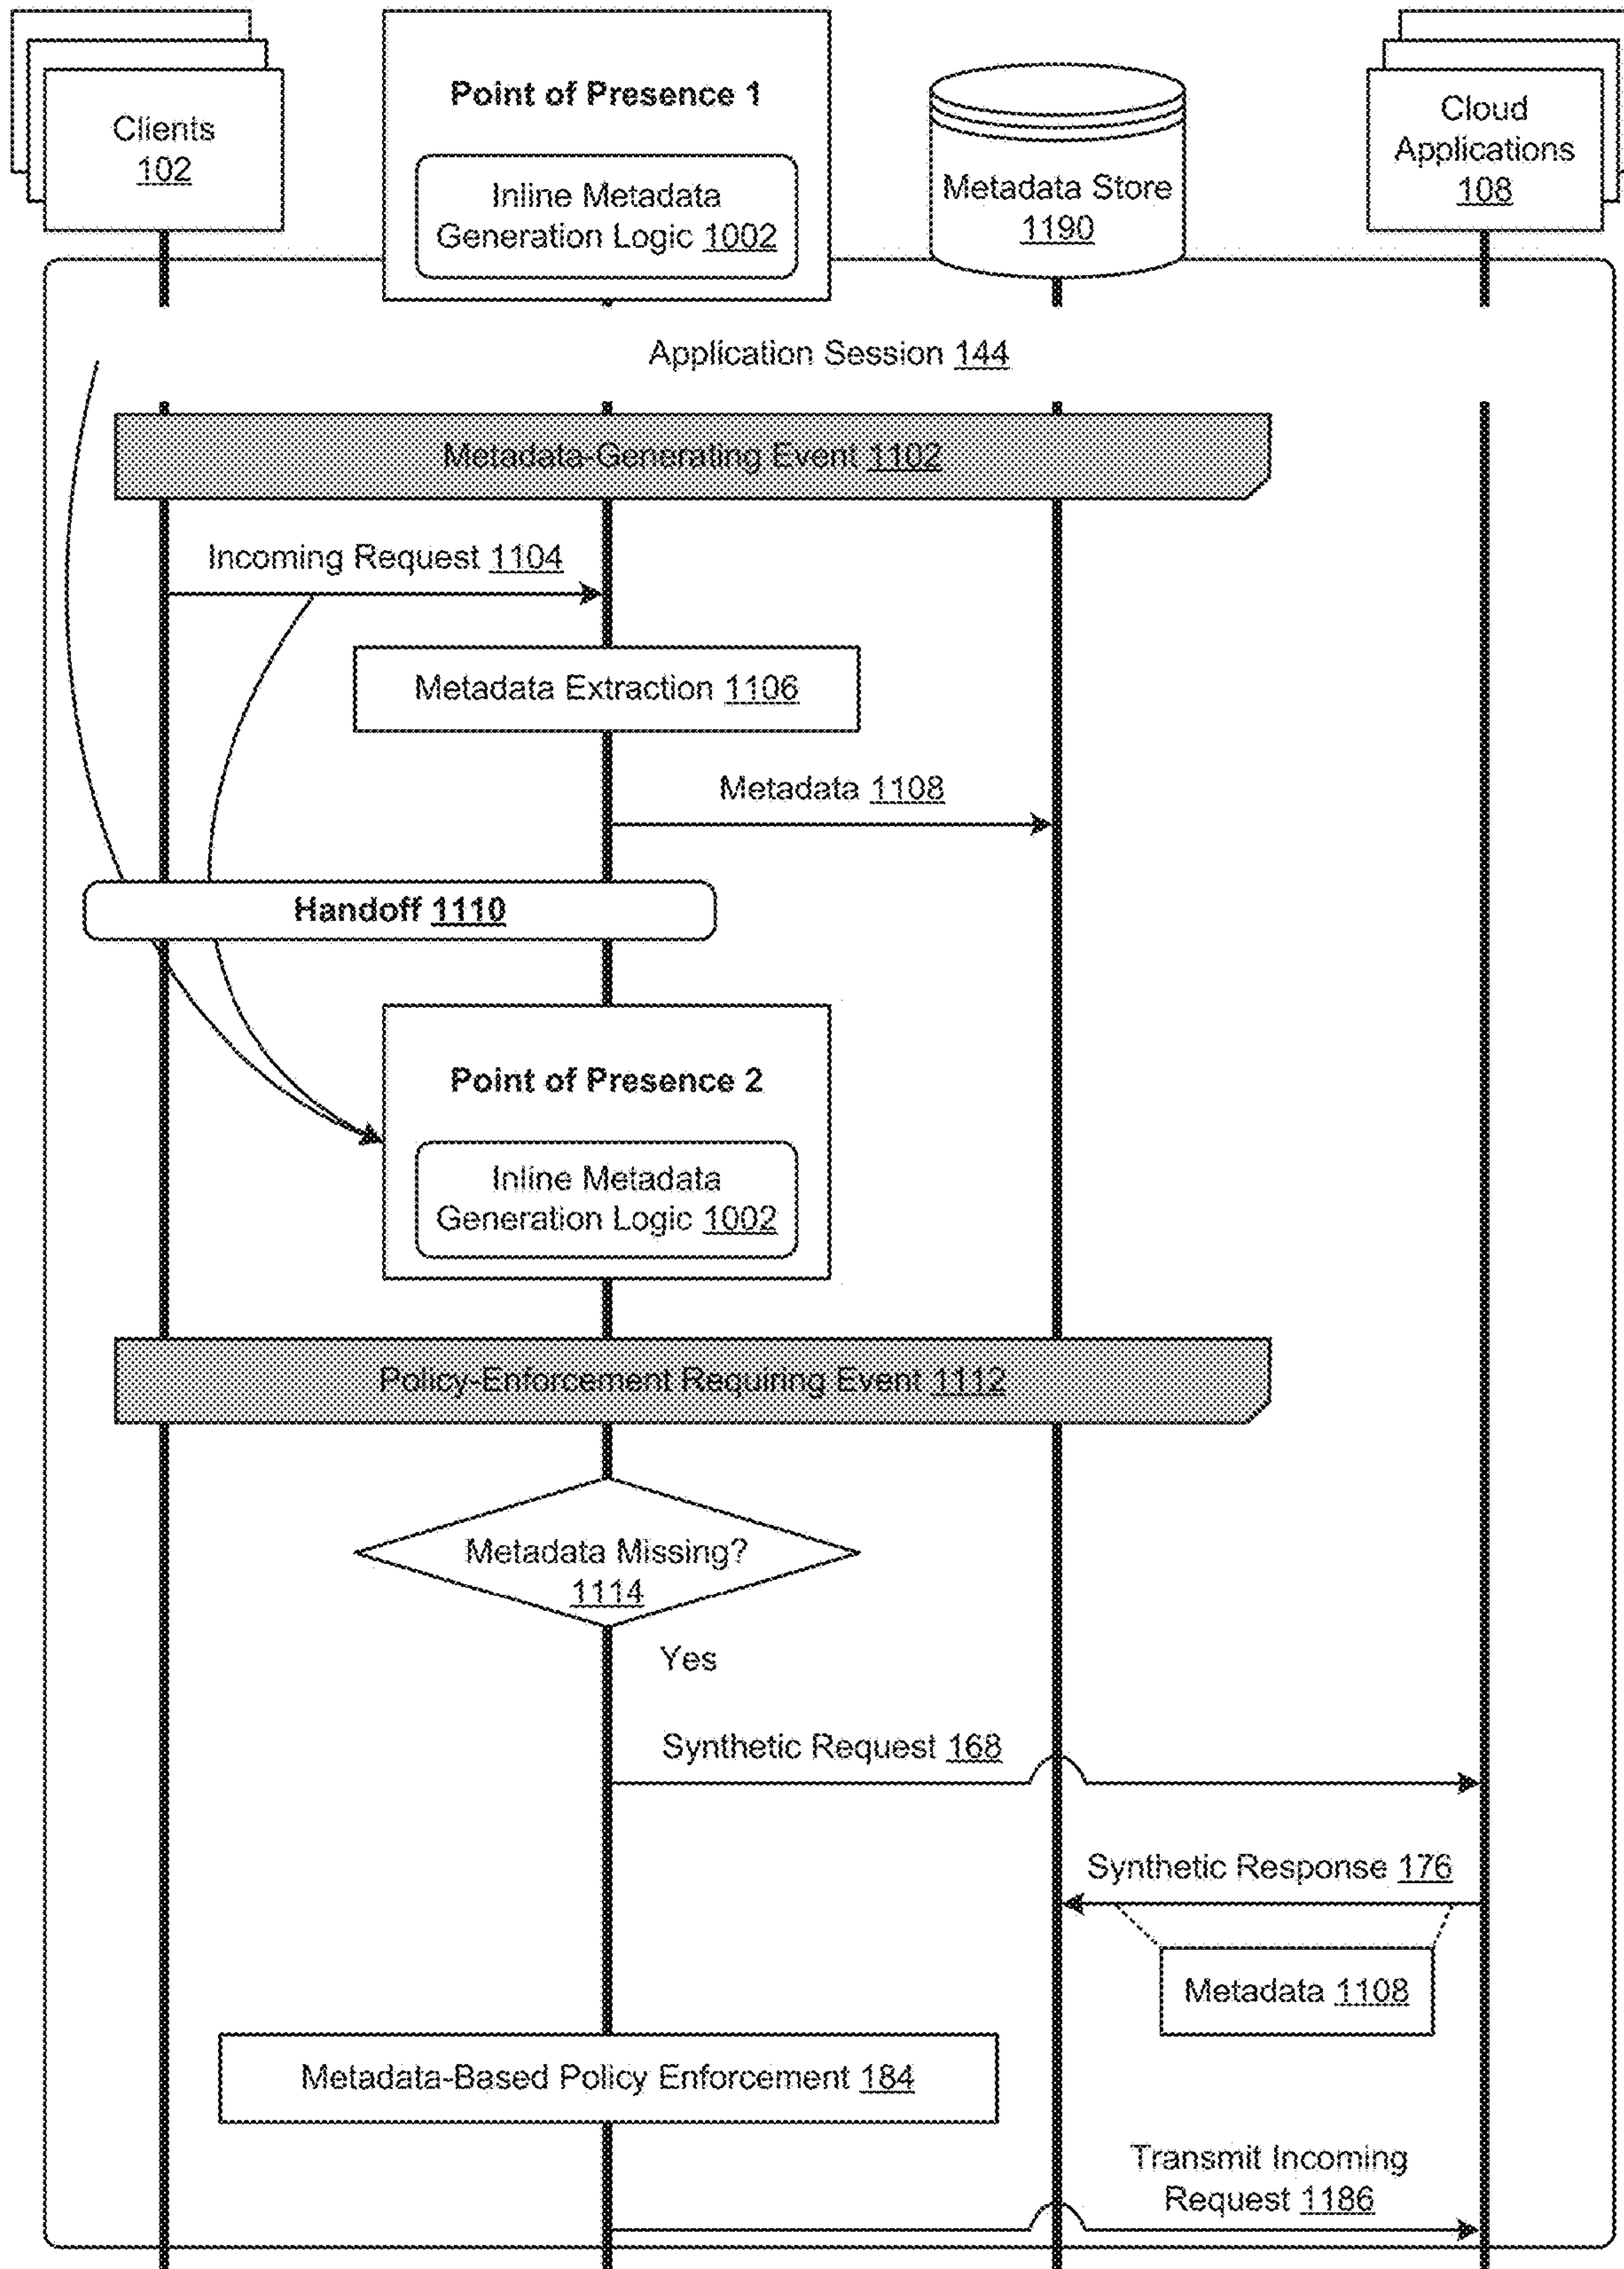 Clients
102
Point of Presence 1
Inline Metadata
Generation Logic 1002
Metadata Store
1190
Cloud
Applications
108
Application Session 144
Metadata-Generating Event 1102
Incoming Request 1104
Metadata Extraction 1106
Metadata 1108
Handoff 1110
Point of Presence 2
Inline Metadata
Generation Logic 1002
Policy-Enforcement Requiring Event 1112
Metadata Missing?
1114
Yes
Synthetic Request 168
Synthetic Response 176
Metadata 1108
Metadata-Based Policy Enforcement 184
Transmit Incoming
Request 1186